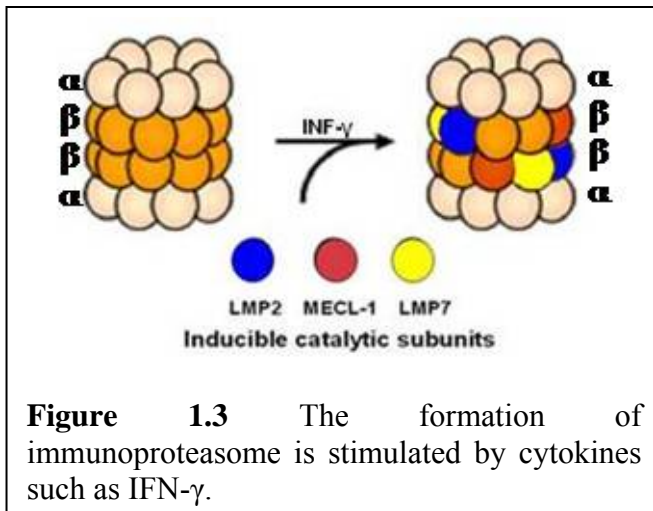 α
β
β
α
INF-γ
α
β
β
α
LMP2 MECL-1 LMP7
Inducible catalytic subunits
Figure 1.3 The formation of
immunoproteasome is stimulated by cytokines
such as IFN-γ.